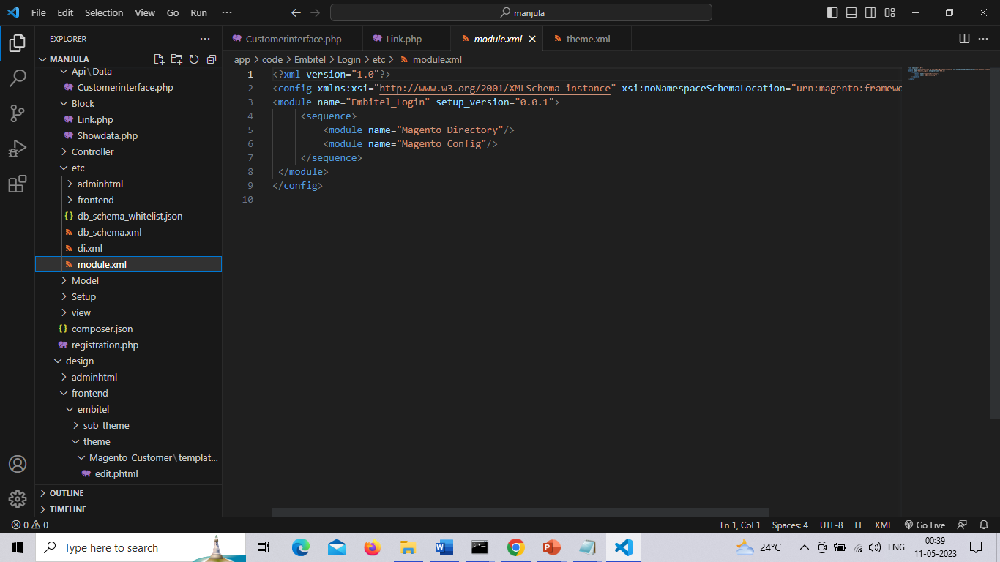 File Edit Selection View Go Run ··· manjula
EXPLORER ···
MANJULA
Api\Data
Customerinterface.php
Block
Link.php
Showdata.php
Controller
etc
adminhtml
frontend
{} db_schema_whitelist.json
db_schema.xml
di.xml
module.xml
Model
Setup
view
{} composer.json
registration.php
design
adminhtml
frontend
embitel
sub_theme
theme
Magento_Customer\templat...
edit.phtml
OUTLINE
TIMELINE
Customerinterface.php Link.php module.xml theme.xml ···
app > code > Embitel > Login > etc > module.xml
1 <?xml version="1.0"?>
2 <config xmlns:xsi="http://www.w3.org/2001/XMLSchema-instance" xsi:noNamespaceSchemaLocation="urn:magento:framewo
3 <module name="Embitel_Login" setup_version="0.0.1">
4 <sequence>
5 <module name="Magento_Directory"/>
6 <module name="Magento_Config"/>
7 </sequence>
8 </module>
9 </config>
10
0 0 Ln 1, Col 1 Spaces: 4 UTF-8 LF XML Go Live
Type here to search 24°C ENG 00:39
11-05-2023